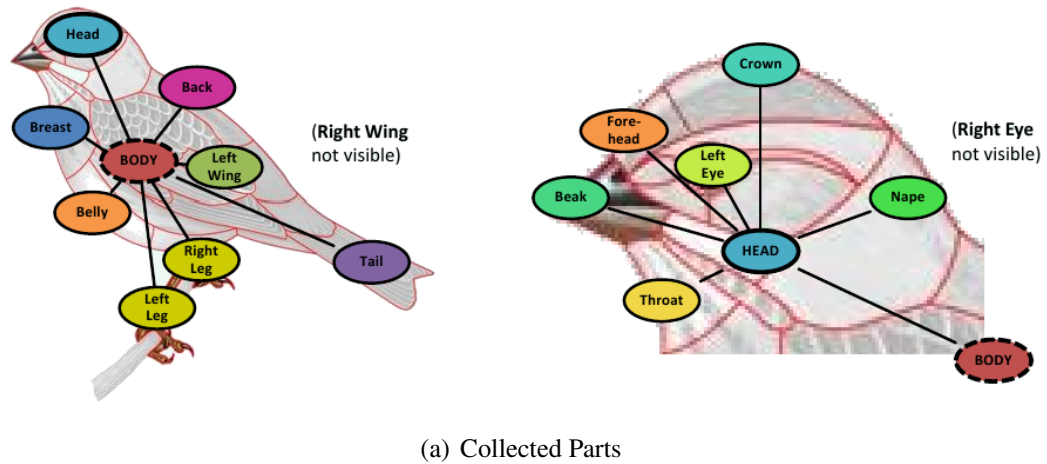 Head
Back
Breast
BODY
Left
Wing
Belly
Right
Leg
Left
Leg
Tail
(Right Wing
not visible)
Crown
Fore-
head
Left
Eye
Beak
Nape
HEAD
Throat
BODY
(Right Eye
not visible)
(a) Collected Parts